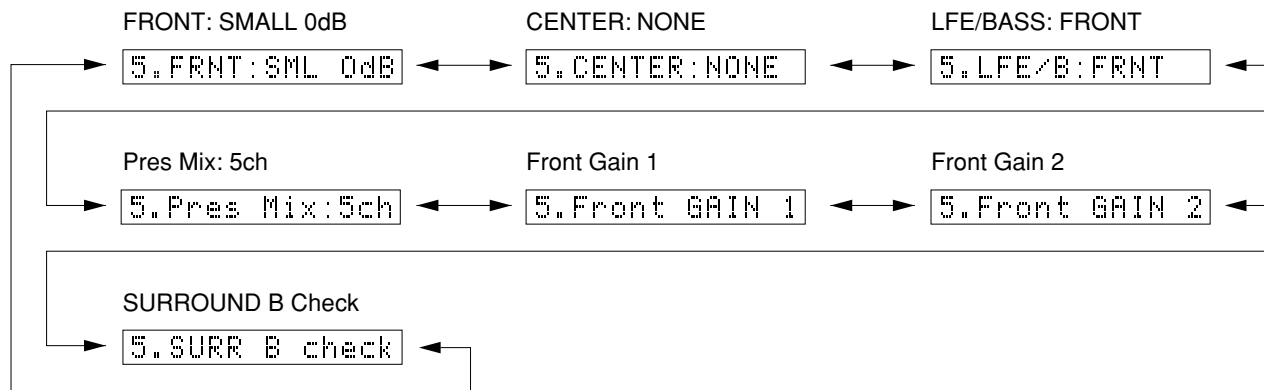 FRONT: SMALL 0dB CENTER: NONE LFE/BASS: FRONT
5.FRNT:SML 0dB 5.CENTER:NONE 5.LFE/B:FRNT
Pres Mix: 5ch Front Gain 1 Front Gain 2
5.Pres Mix:5ch 5.Front GAIN 1 5.Front GAIN 2
SURROUND B Check
5.SURR B check